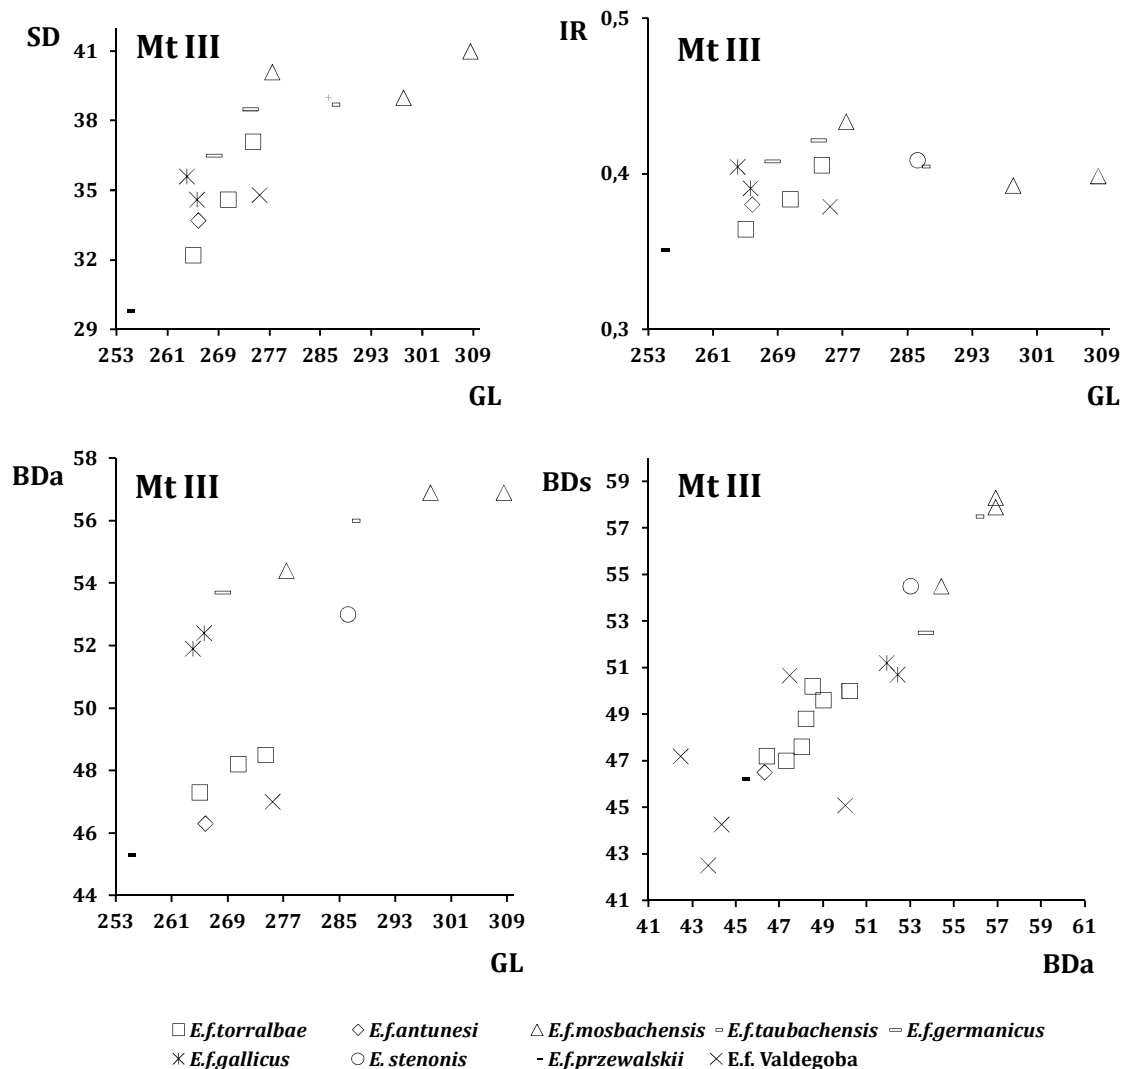 SD
Mt III
41
38
35
32
29
253 261 269 277 285 293 301 309
GL
IR
Mt III
0,5
0,4
0,3
253 261 269 277 285 293 301 309
GL
BDa
Mt III
58
56
54
52
50
48
46
44
253 261 269 277 285 293 301 309
GL
BDs
Mt III
59
57
55
53
51
49
47
45
43
41
41 43 45 47 49 51 53 55 57 59 61
BDa
E.f.torralbae E.f.antunesi E.f.mosbachensis E.f.taubachensis E.f.germanicus
E.f.gallicus E. stenonis E.f.przewalskii E.f. Valdegoba